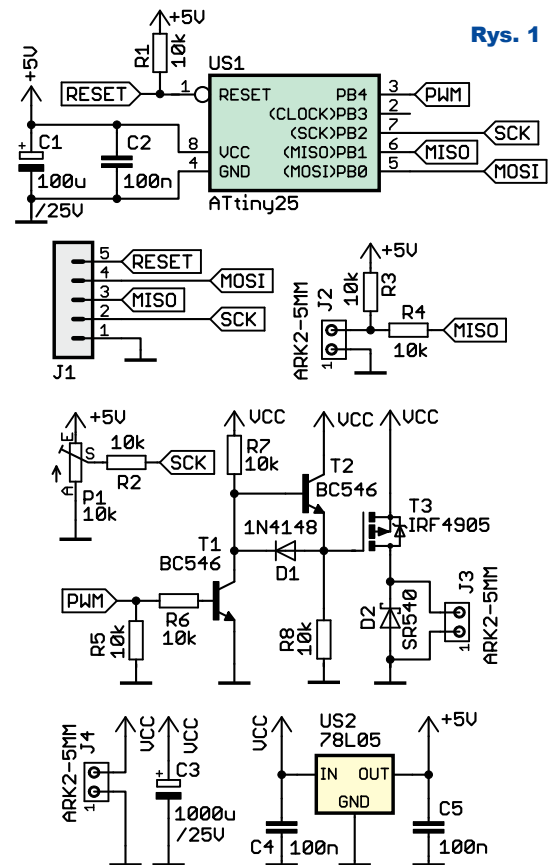 Rys. 1
+5V
R1
10k
US1
RESET
1
RESET
PB4
3
PWM
(CLOCK)PB3
2
(SCK)PB2
7
SCK
(MISO)PB1
6
MISO
(MOSI)PB0
5
MOSI
8
VCC
4
GND
ATtiny25
+5V
+
C1
100u
/25V
C2
100n
5
RESET
4
MOSI
3
MISO
2
SCK
1
J1
+5V
10k
R3
R4
10k
MISO
J2
ARK2-5MM
1
+5V
E
S
A
10k
R2
SCK
P1
10k
VCC
R7
10k
VCC
T2
BC546
VCC
T3
IRF4905
1N4148
D1
T1
BC546
PWM
R5
10k
R6
10k
R8
10k
D2
SR540
J3
ARK2-5MM
1
J4
ARK2-5MM
1
VCC
VCC
+
C3
1000u
/25V
VCC
US2
78L05
IN
OUT
GND
+5V
C4
100n
C5
100n